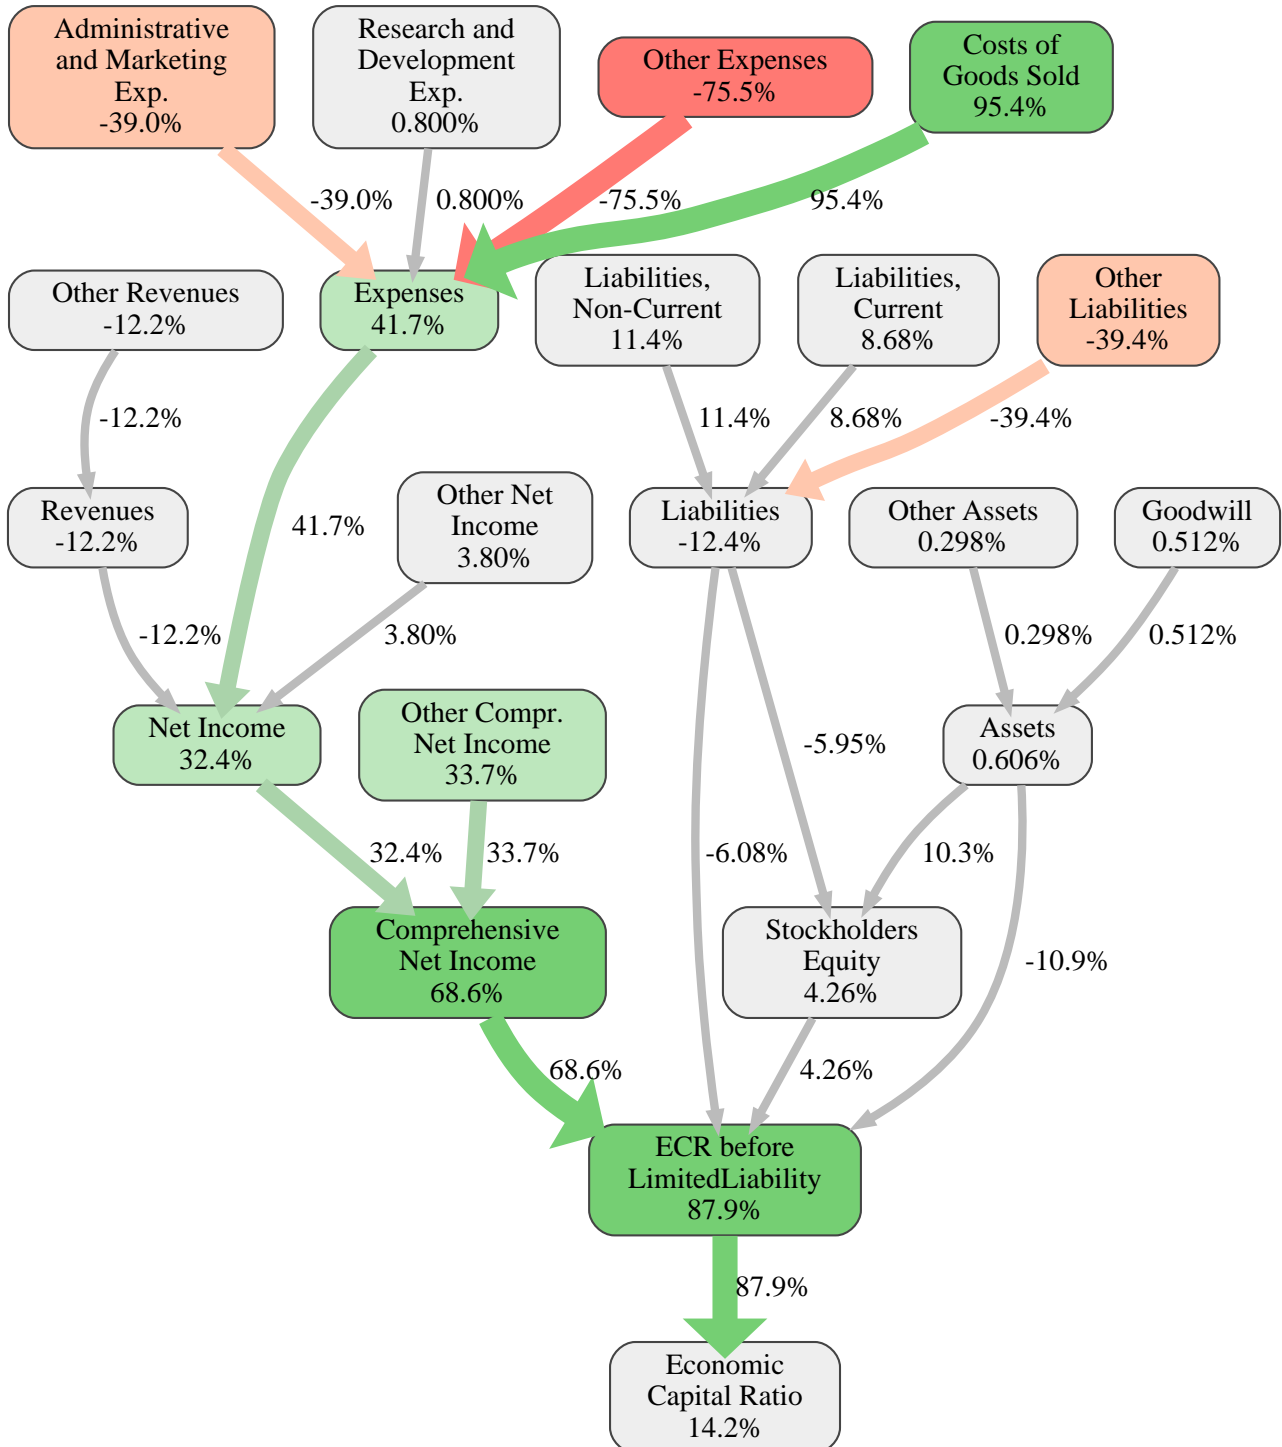 Administrative
and Marketing
Exp.
-39.0%
Research and
Development
Exp.
0.800%
Other Expenses
-75.5%
Costs of
Goods Sold
95.4%
-39.0%
0.800%
-75.5%
95.4%
Other Revenues
-12.2%
Expenses
41.7%
Liabilities,
Non-Current
11.4%
Liabilities,
Current
8.68%
Other
Liabilities
-39.4%
-12.2%
11.4%
8.68%
-39.4%
Revenues
-12.2%
41.7%
Other Net
Income
3.80%
Liabilities
-12.4%
Other Assets
0.298%
Goodwill
0.512%
-12.2%
3.80%
0.298%
0.512%
Net Income
32.4%
Other Compr.
Net Income
33.7%
-5.95%
Assets
0.606%
32.4%
33.7%
-6.08%
10.3%
Comprehensive
Net Income
68.6%
Stockholders
Equity
4.26%
-10.9%
68.6%
4.26%
ECR before
LimitedLiability
87.9%
87.9%
Economic
Capital Ratio
14.2%